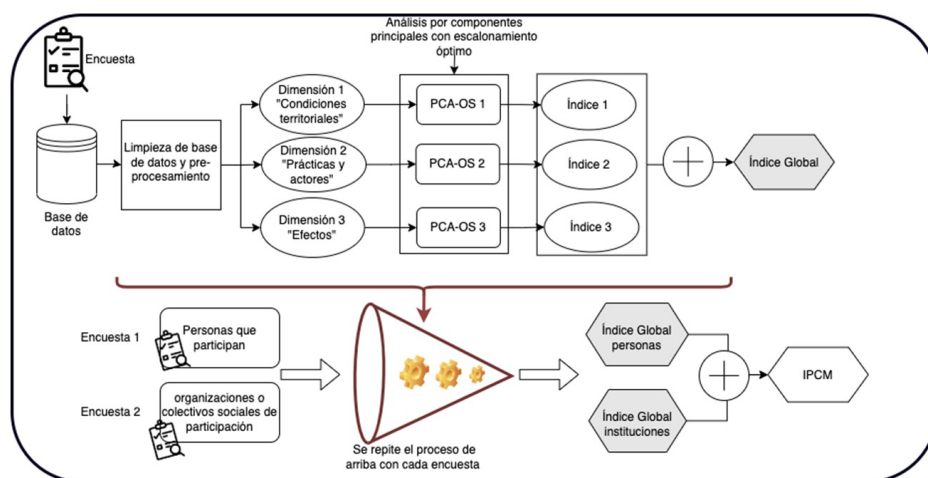 Análisis por componentes
principales con escalonamiento
óptimo
Encuesta
Base de
datos
Limpieza de base
de datos y pre-
procesamiento
Dimensión 1
"Condiciones
territoriales"
PCA-OS 1
Índice 1
Dimensión 2
"Prácticas y
actores"
PCA-OS 2
Índice 2
Dimensión 3
"Efectos"
PCA-OS 3
Índice 3
Índice Global
Encuesta 1
Personas que
participan
Encuesta 2
organizaciones o
colectivos sociales de
participación
Se repite el proceso de
arriba con cada encuesta
Índice Global
personas
Índice Global
instituciones
IPCM